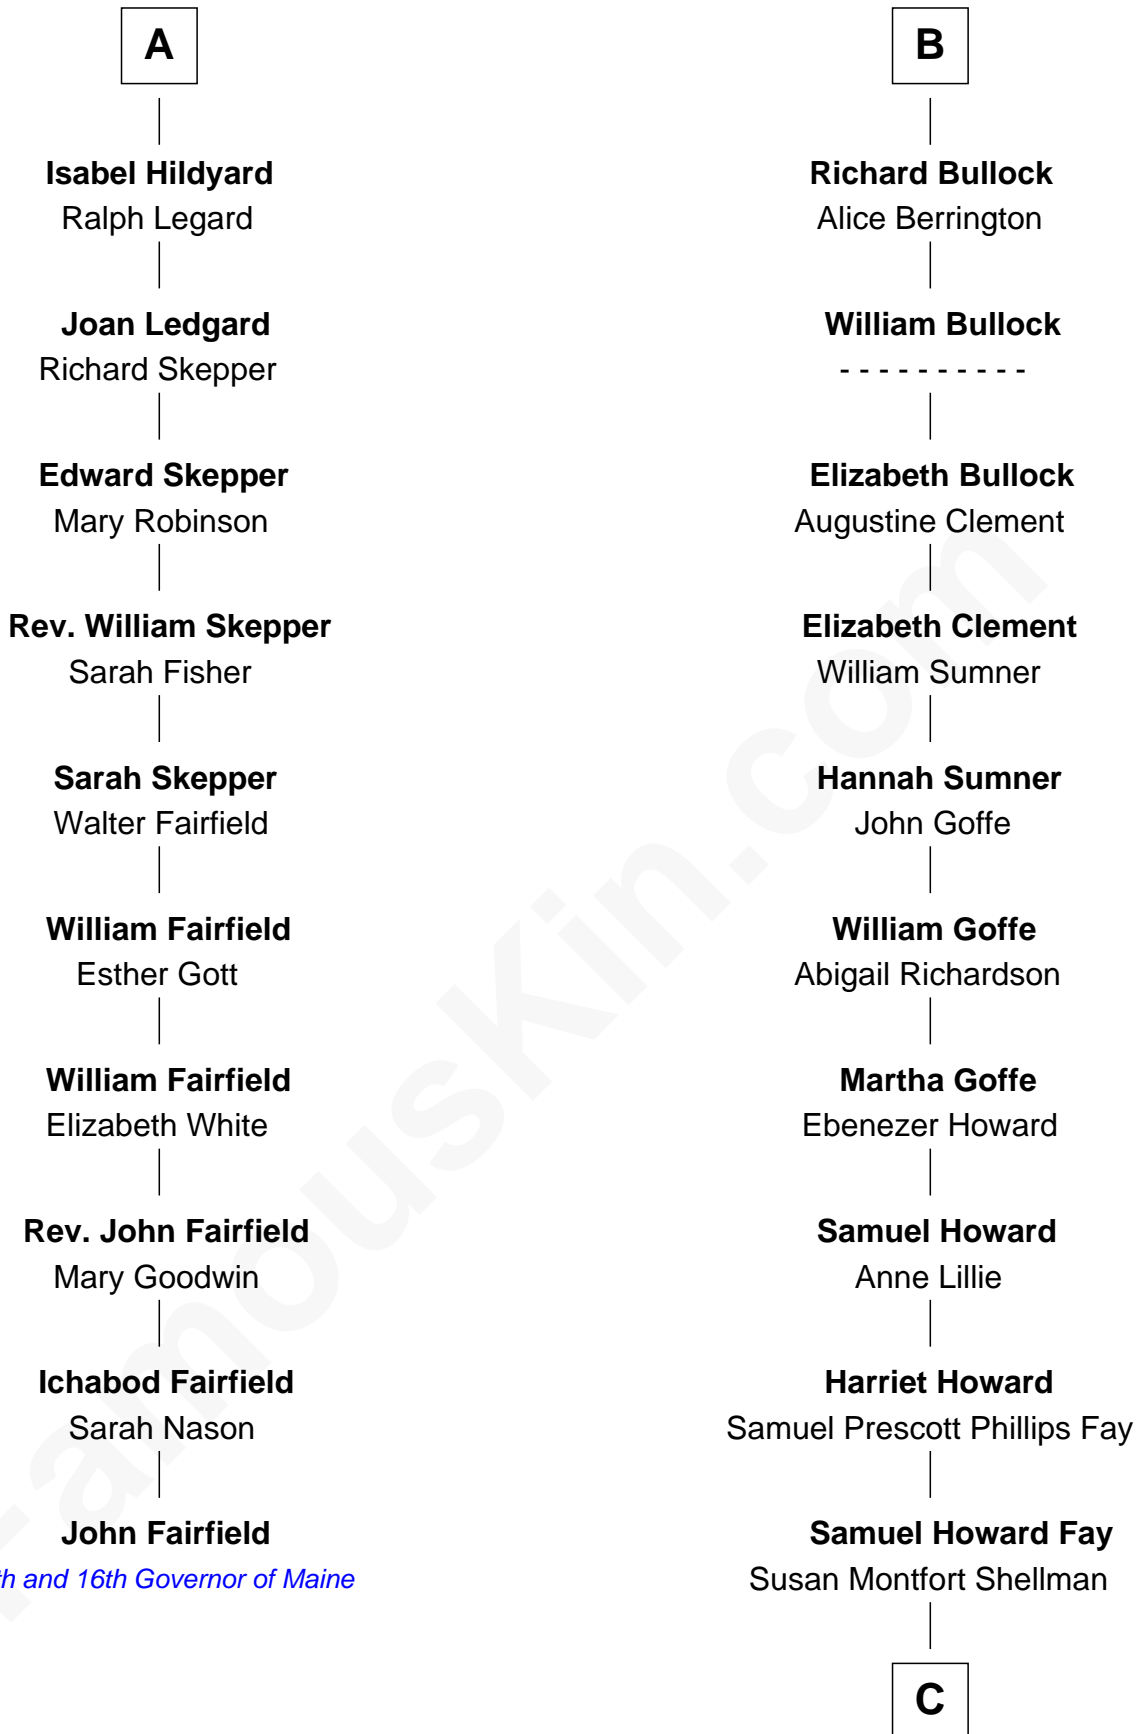 A
Isabel Hildyard
Ralph Legard
Joan Ledgard
Richard Skepper
Edward Skepper
Mary Robinson
Rev. William Skepper
Sarah Fisher
Sarah Skepper
Walter Fairfield
William Fairfield
Esther Gott
William Fairfield
Elizabeth White
Rev. John Fairfield
Mary Goodwin
Ichabod Fairfield
Sarah Nason
John Fairfield
th and 16th Governor of Maine
B
Richard Bullock
Alice Berrington
William Bullock
- - - - - - - - - -
Elizabeth Bullock
Augustine Clement
Elizabeth Clement
William Sumner
Hannah Sumner
John Goffe
William Goffe
Abigail Richardson
Martha Goffe
Ebenezer Howard
Samuel Howard
Anne Lillie
Harriet Howard
Samuel Prescott Phillips Fay
Samuel Howard Fay
Susan Montfort Shellman
C
FamousKin.com